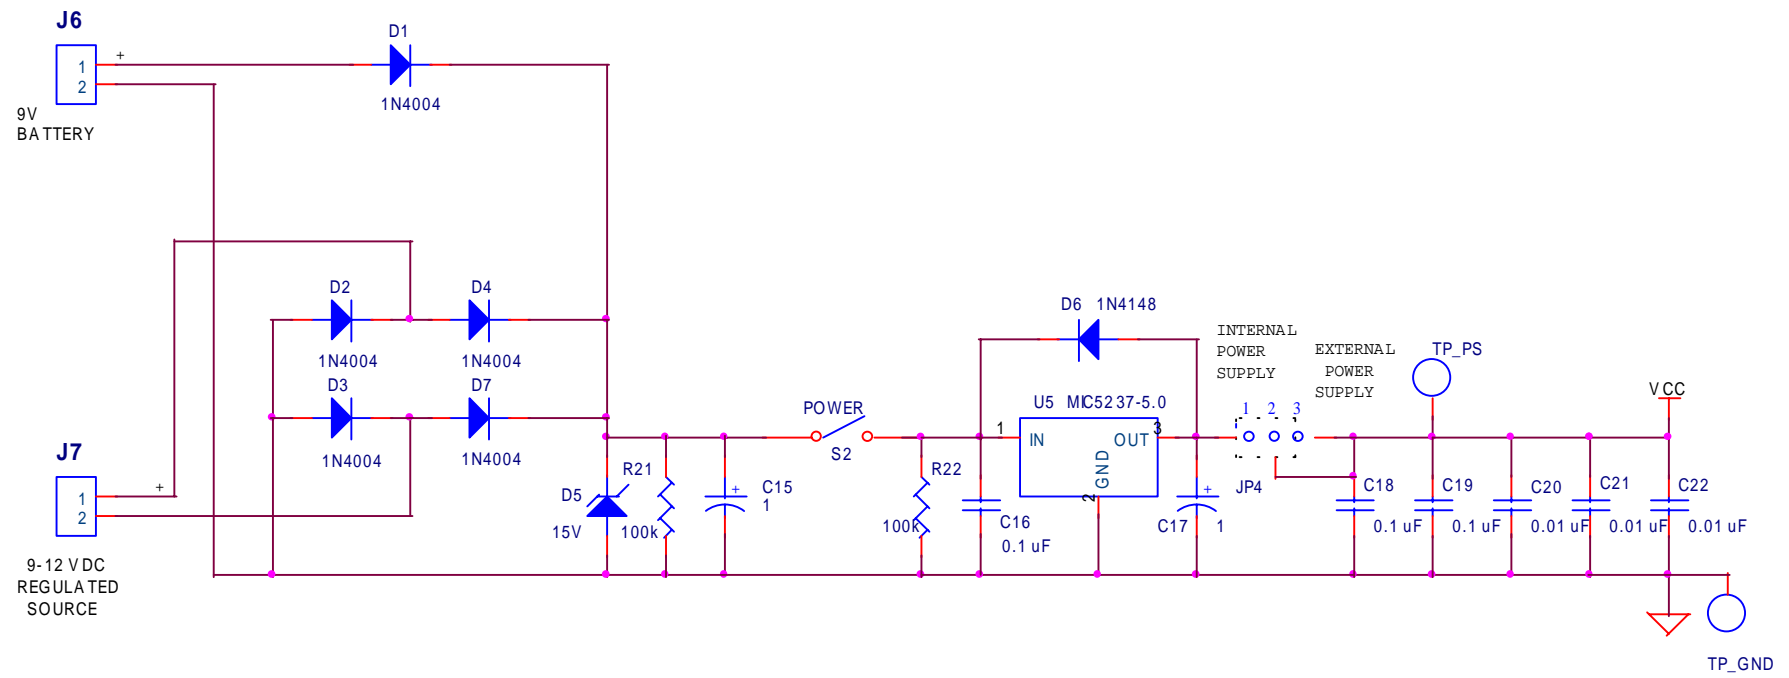 J6
1
2
+
9V
BATTERY
D1
1N4004
D2
1N4004
D4
1N4004
D3
1N4004
D7
1N4004
J7
1
2
+
9-12 VDC
REGULATED
SOURCE
D5
15V
R21
100k
+
C15
1
POWER
S2
R22
100k
C16
0.1 uF
D6 1N4148
U5 MIC5237-5.0
1
IN
OUT
3
GND
2
+
C17
1
INTERNAL
POWER
SUPPLY
EXTERNAL
POWER
SUPPLY
1 2 3
JP4
TP_PS
VCC
C18
0.1 uF
C19
0.1 uF
C20
0.01 uF
C21
0.01 uF
C22
0.01 uF
TP_GND